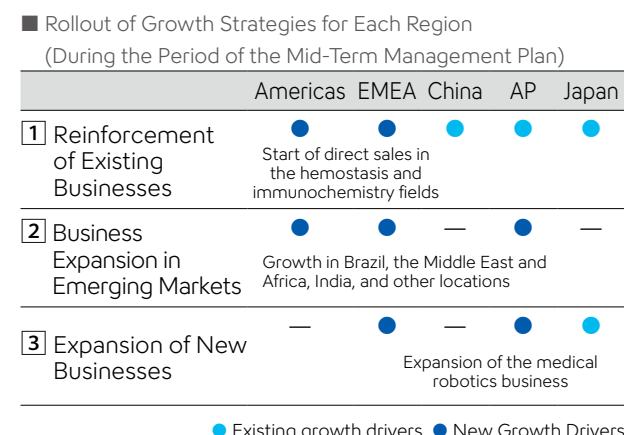 ■ Rollout of Growth Strategies for Each Region
(During the Period of the Mid-Term Management Plan)
Americas EMEA China AP Japan
1 Reinforcement
of Existing
Businesses
● ● ● ● ●
Start of direct sales in
the hemostasis and
immunochemistry fields
2 Business
Expansion in
Emerging Markets
● ● — ● —
Growth in Brazil, the Middle East and
Africa, India, and other locations
3 Expansion of New
Businesses
— ● — ● ●
Expansion of the medical
robotics business
● Existing growth drivers ● New Growth Drivers